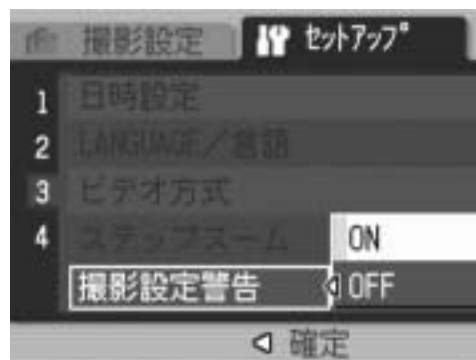 撮影設定 セットアップ
1 日時設定
2 LANGUAGE/言語
3 ビデオ方式
4 ステップズーム ON
撮影設定警告 OFF
確定